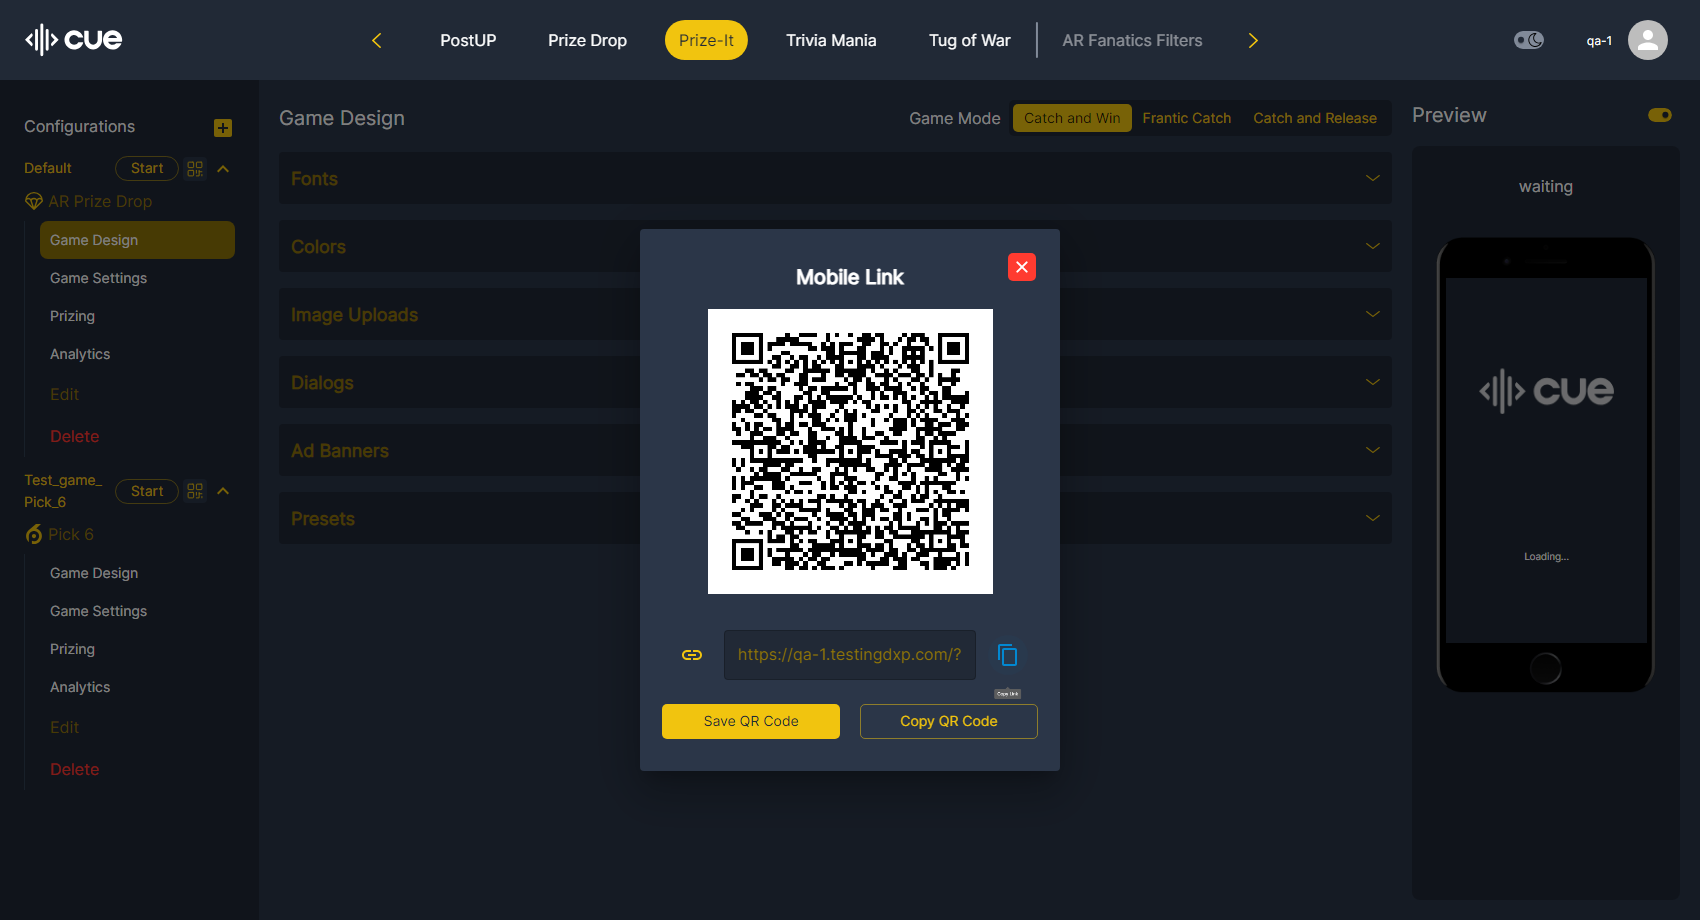 cue
PostUP
Prize Drop
Prize-It
Trivia Mania
Tug of War
AR Fanatics Filters
qa-1
Configurations
Default
Start
AR Prize Drop
Game Design
Game Settings
Prizing
Analytics
Edit
Delete
Test_game_
Pick_6
Start
Pick 6
Game Design
Game Settings
Prizing
Analytics
Edit
Delete
Game Design
Game Mode
Catch and Win
Frantic Catch
Catch and Release
Fonts
Colors
Image Uploads
Dialogs
Ad Banners
Presets
Mobile Link
https://qa-1.testingdxp.com/?
Copy Link
Save QR Code
Copy QR Code
Preview
waiting
cue
Loading...